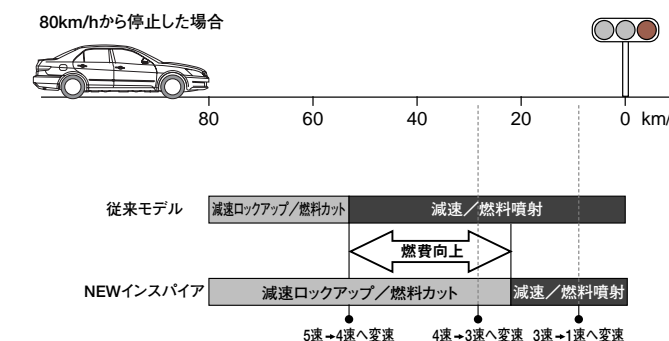 80km/hから停止した場合
80 60 40 20 0 km/
従来モデル 減速ロックアップ／燃料カット 減速／燃料噴射
燃費向上
NEWインスパイア 減速ロックアップ／燃料カット 減速／燃料噴射
5速→4速へ変速 4速→3速へ変速 3速→1速へ変速